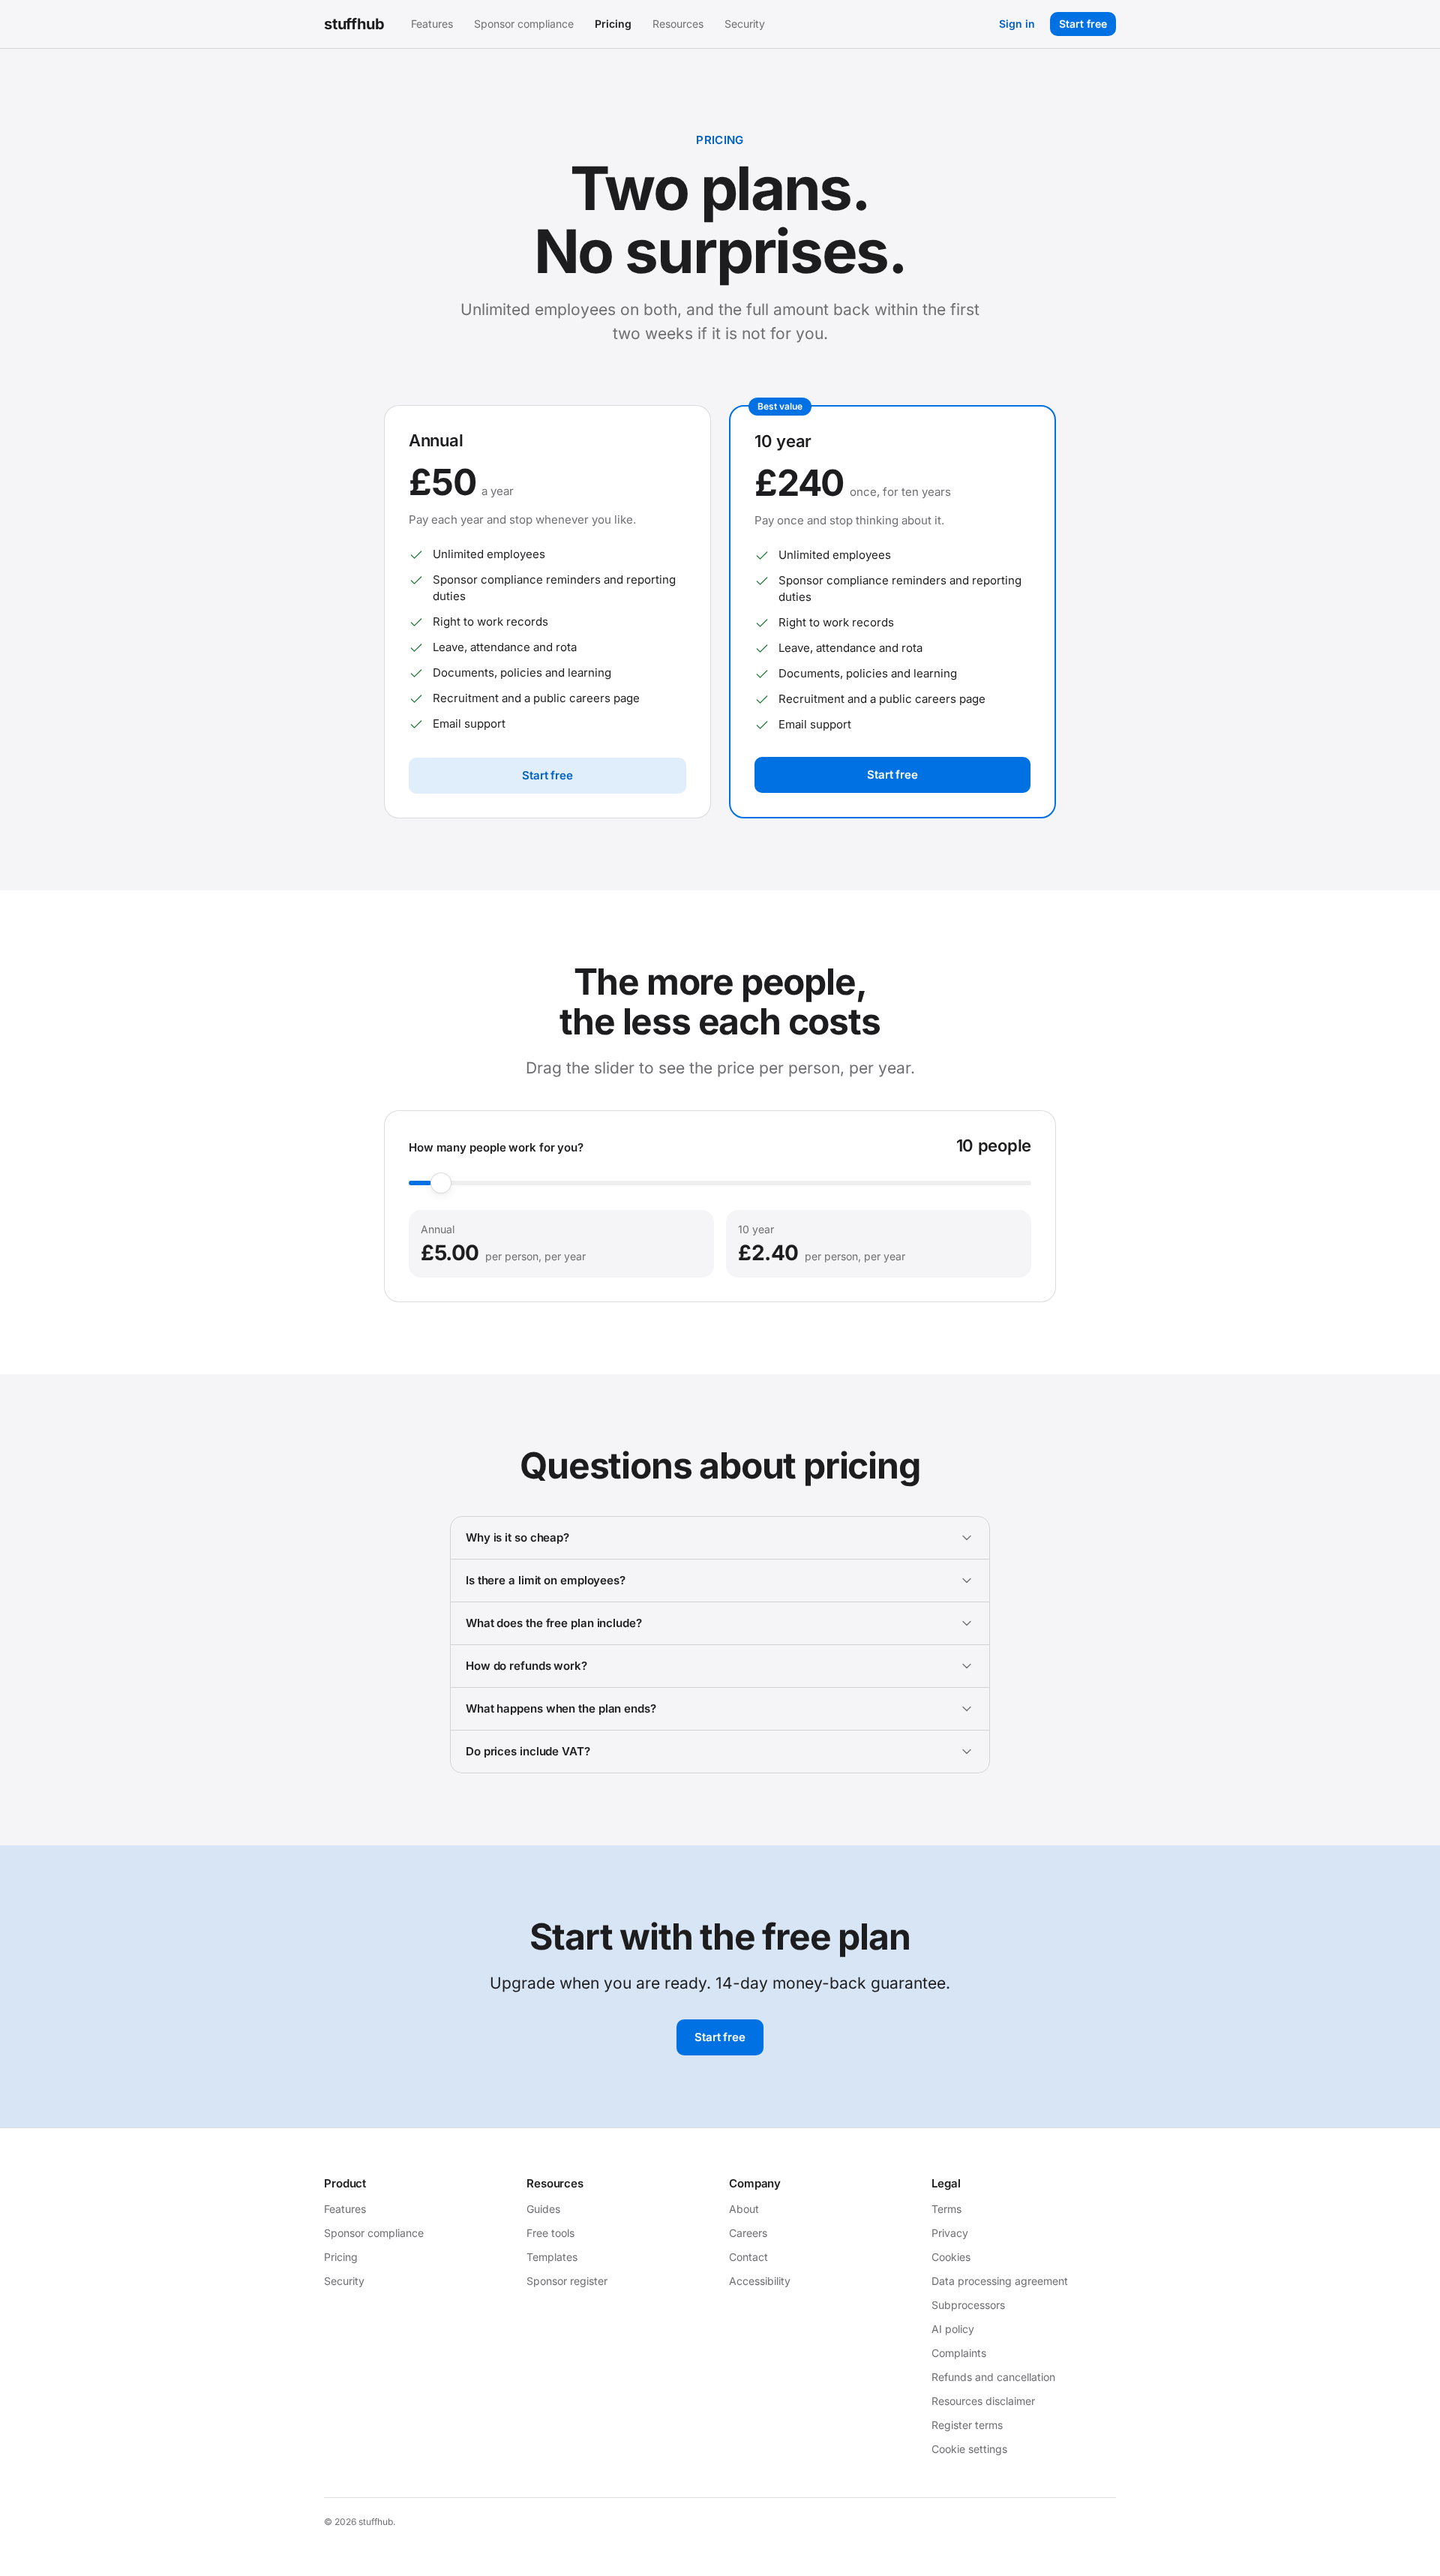 stuffhub
Features
Sponsor compliance
Pricing
Resources
Security
Sign in
Start free
PRICING
Two plans.
No surprises.
Unlimited employees on both, and the full amount back within the first
two weeks if it is not for you.
Annual
£50 a year
Pay each year and stop whenever you like.
Unlimited employees
Sponsor compliance reminders and reporting
duties
Right to work records
Leave, attendance and rota
Documents, policies and learning
Recruitment and a public careers page
Email support
Start free
Best value
10 year
£240 once, for ten years
Pay once and stop thinking about it.
Unlimited employees
Sponsor compliance reminders and reporting
duties
Right to work records
Leave, attendance and rota
Documents, policies and learning
Recruitment and a public careers page
Email support
Start free
The more people,
the less each costs
Drag the slider to see the price per person, per year.
How many people work for you?
10 people
Annual
£5.00 per person, per year
10 year
£2.40 per person, per year
Questions about pricing
Why is it so cheap?
Is there a limit on employees?
What does the free plan include?
How do refunds work?
What happens when the plan ends?
Do prices include VAT?
Start with the free plan
Upgrade when you are ready. 14-day money-back guarantee.
Start free
Product
Features
Sponsor compliance
Pricing
Security
Resources
Guides
Free tools
Templates
Sponsor register
Company
About
Careers
Contact
Accessibility
Legal
Terms
Privacy
Cookies
Data processing agreement
Subprocessors
AI policy
Complaints
Refunds and cancellation
Resources disclaimer
Register terms
Cookie settings
© 2026 stuffhub.